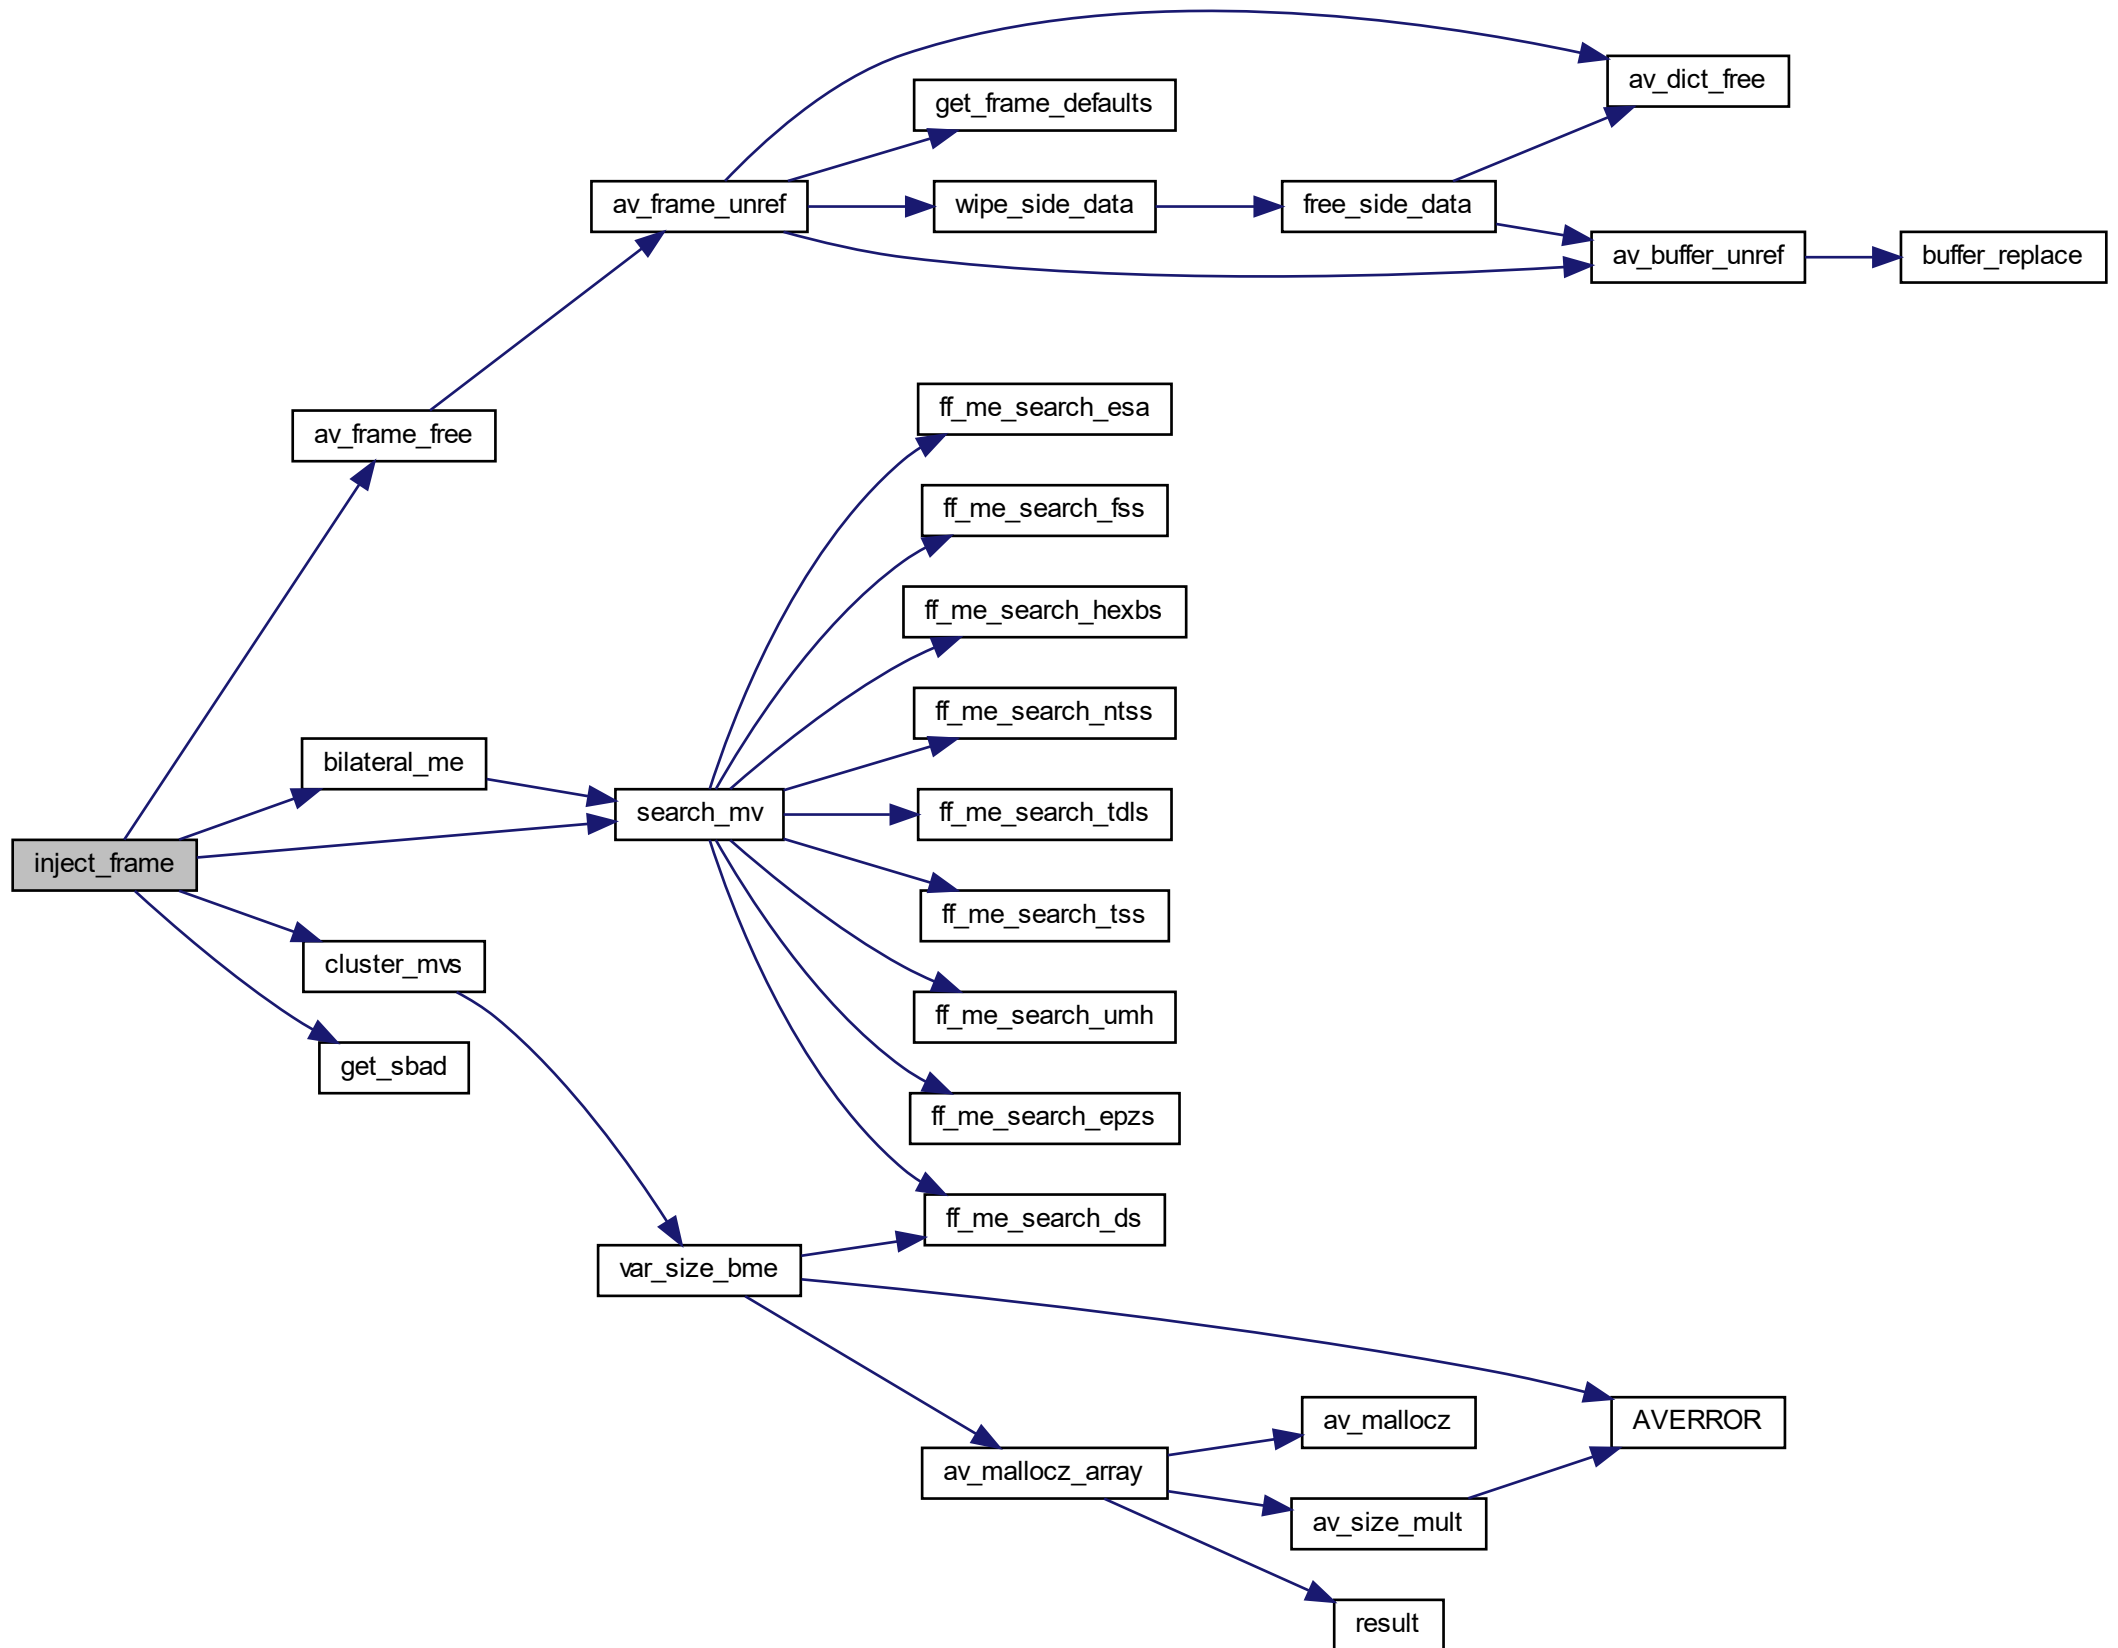 av_dict_free
get_frame_defaults
av_frame_unref
wipe_side_data
free_side_data
av_buffer_unref
buffer_replace
av_frame_free
ff_me_search_esa
ff_me_search_fss
ff_me_search_hexbs
ff_me_search_ntss
bilateral_me
search_mv
ff_me_search_tdls
inject_frame
ff_me_search_tss
cluster_mvs
ff_me_search_umh
get_sbad
ff_me_search_epzs
ff_me_search_ds
var_size_bme
av_mallocz
AVERROR
av_mallocz_array
av_size_mult
result